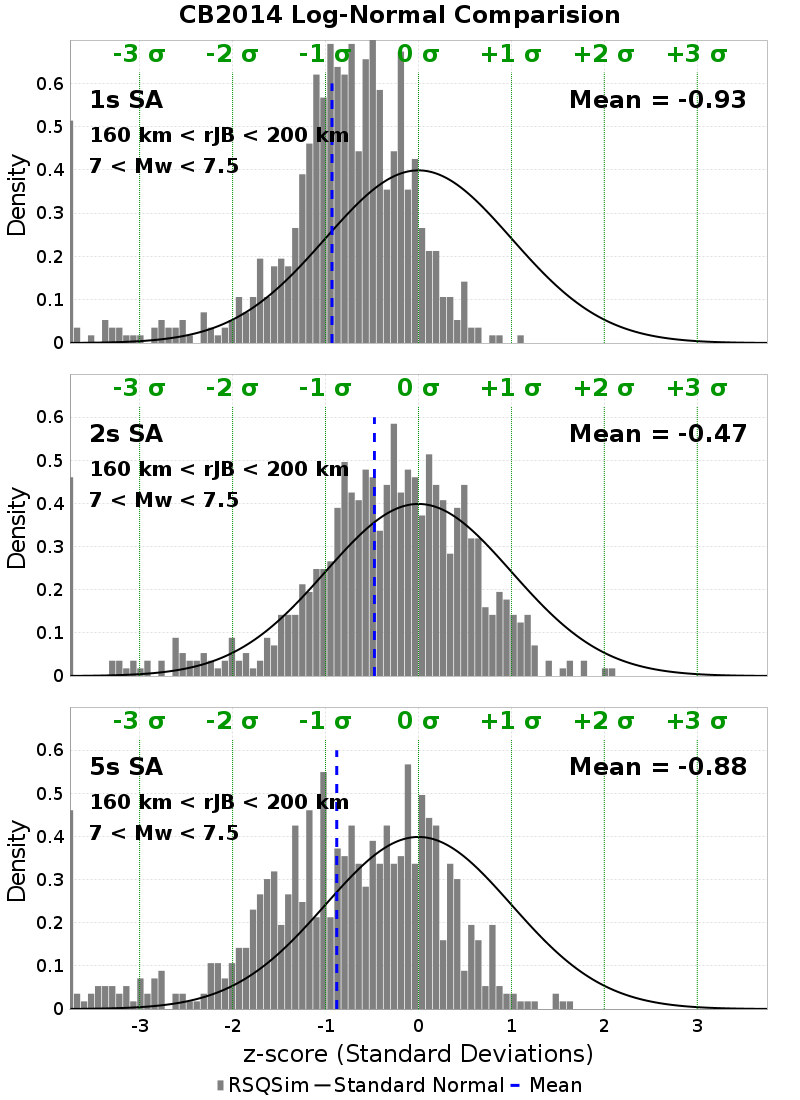 CB2014 Log-Normal Comparision
-3 σ -2 σ -1 σ 0 σ +1 σ +2 σ +3 σ
1s SA Mean = -0.93
160 km < rJB < 200 km
7 < Mw < 7.5
Density
0.6
0.5
0.4
0.3
0.2
0.1
0
-3 σ -2 σ -1 σ 0 σ +1 σ +2 σ +3 σ
2s SA Mean = -0.47
160 km < rJB < 200 km
7 < Mw < 7.5
Density
0.6
0.5
0.4
0.3
0.2
0.1
0
-3 σ -2 σ -1 σ 0 σ +1 σ +2 σ +3 σ
5s SA Mean = -0.88
160 km < rJB < 200 km
7 < Mw < 7.5
Density
0.6
0.5
0.4
0.3
0.2
0.1
0
-3 -2 -1 0 1 2 3
z-score (Standard Deviations)
RSQSim Standard Normal Mean